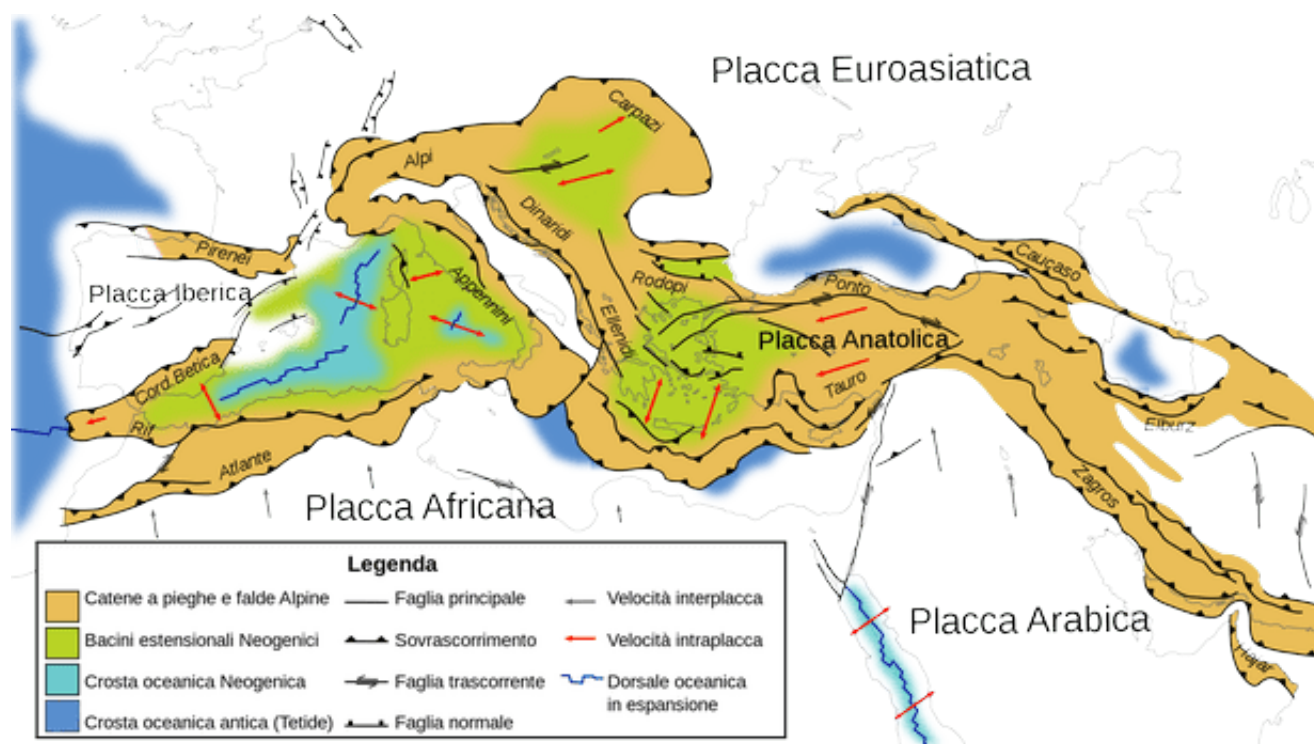 Placca Euroasiatica
Carpazi
Alpi
Dinaridi
Pirenei
Caucaso
Placca Iberica
Appennini
Rodopi
Ponto
Ellenidi
Placca Anatolica
Cord.Betica
Tauro
Rif
Elburz
Atlante
Zagros
Placca Africana
Placca Arabica
Hajar
Legenda
Catene a pieghe e falde Alpine
Faglia principale
Velocità interplacca
Bacini estensionali Neogenici
Sovrascorrimento
Velocità intraplacca
Crosta oceanica Neogenica
Faglia trascorrente
Dorsale oceanica
in espansione
Crosta oceanica antica (Tetide)
Faglia normale